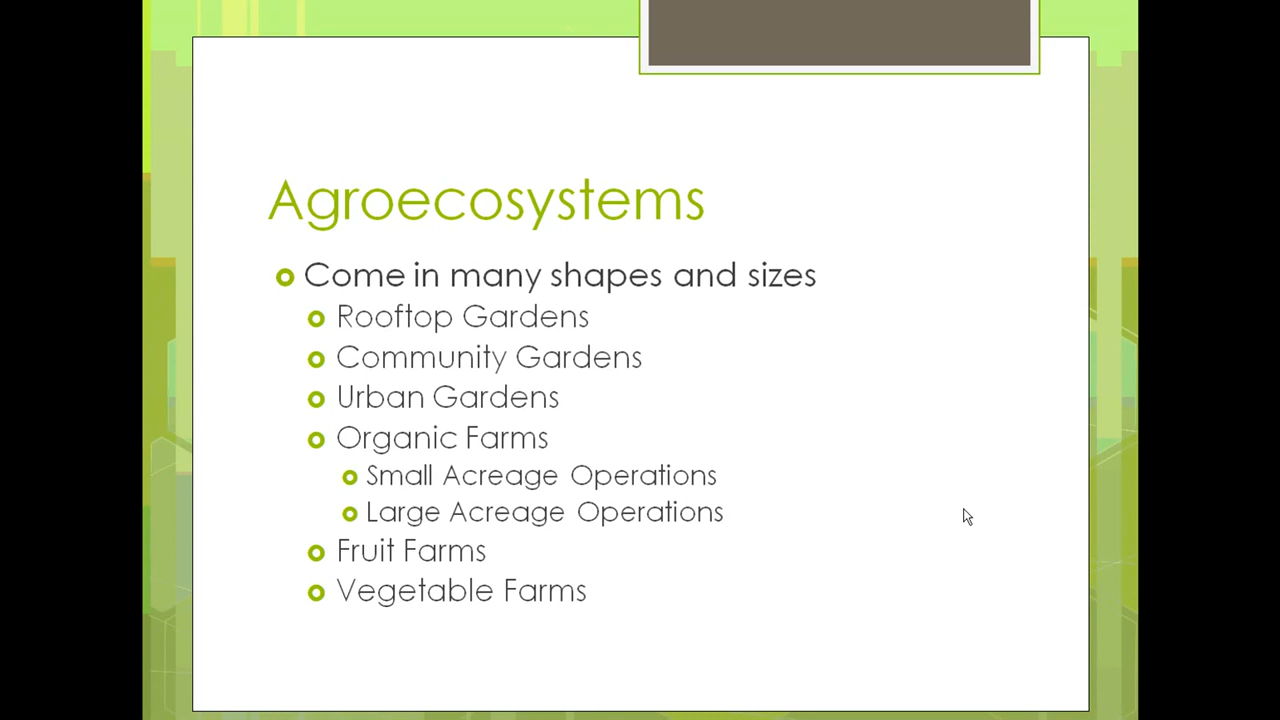 Agroecosystems
Come in many shapes and sizes
Rooftop Gardens
Community Gardens
Urban Gardens
Organic Farms
Small Acreage Operations
Large Acreage Operations
Fruit Farms
Vegetable Farms